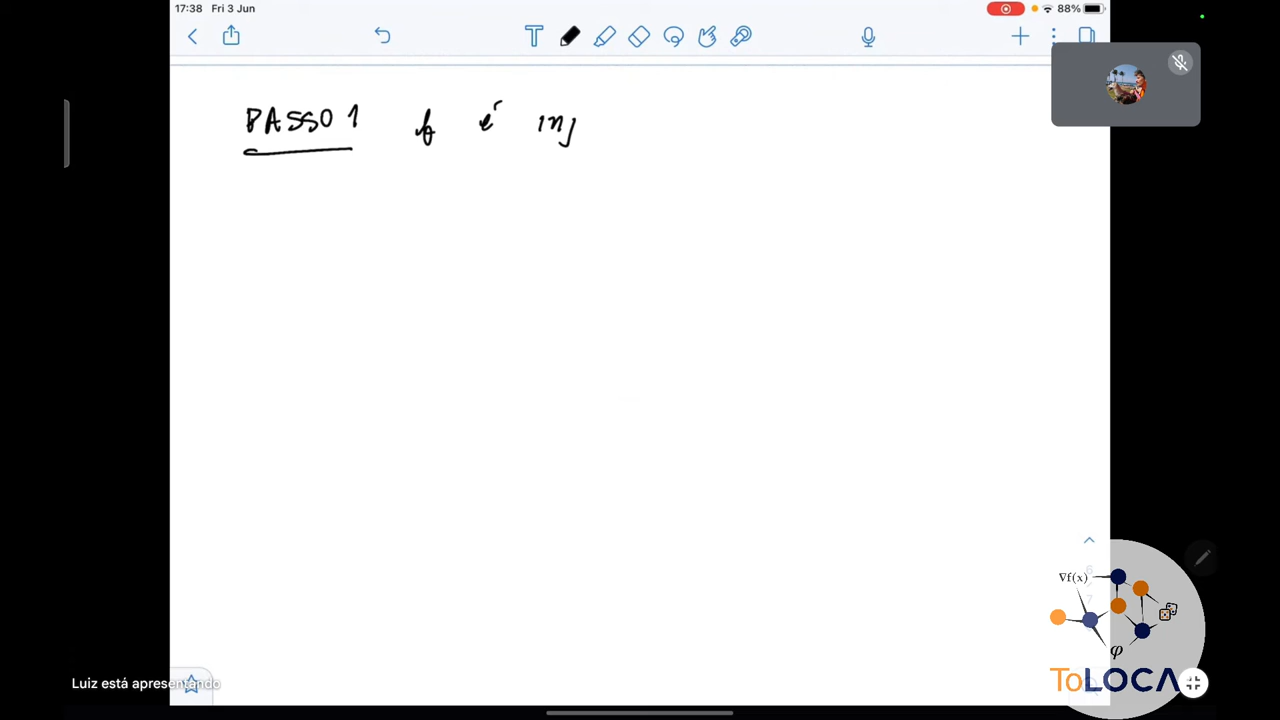 17:38 Fri 3 Jun
88%
T
PASSO 1 f é inj
∇f(x)
φ
ToLOCA
Luiz está apresentando